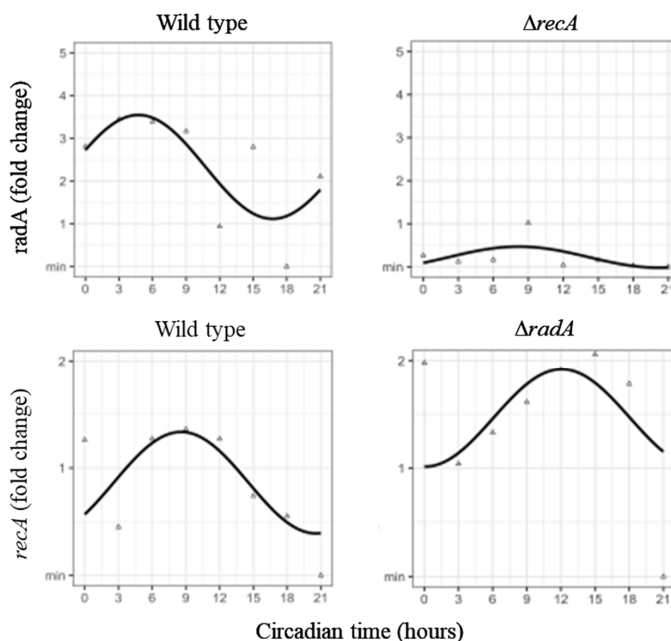 Wild type
ΔrecA
radA (fold change)
5
4
3
2
1
min
0 3 6 9 12 15 18 21
5
4
3
2
1
min
0 3 6 9 12 15 18 21
Wild type
ΔradA
recA (fold change)
2
1
min
0 3 6 9 12 15 18 21
2
1
min
0 3 6 9 12 15 18 21
Circadian time (hours)